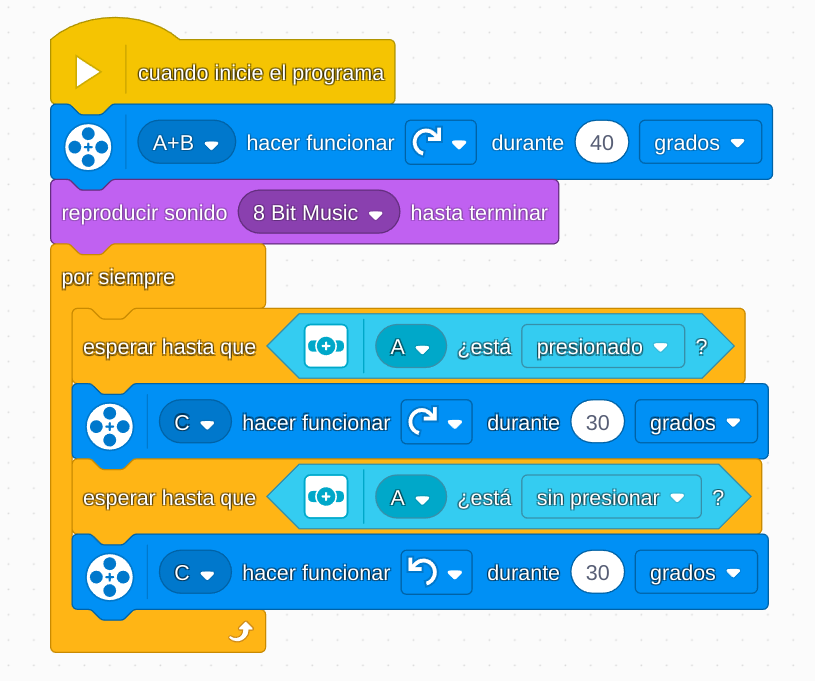 cuando inicie el programa
A+B hacer funcionar durante 40 grados
reproducir sonido 8 Bit Music hasta terminar
por siempre
esperar hasta que A ¿está presionado ?
C hacer funcionar durante 30 grados
esperar hasta que A ¿está sin presionar ?
C hacer funcionar durante 30 grados